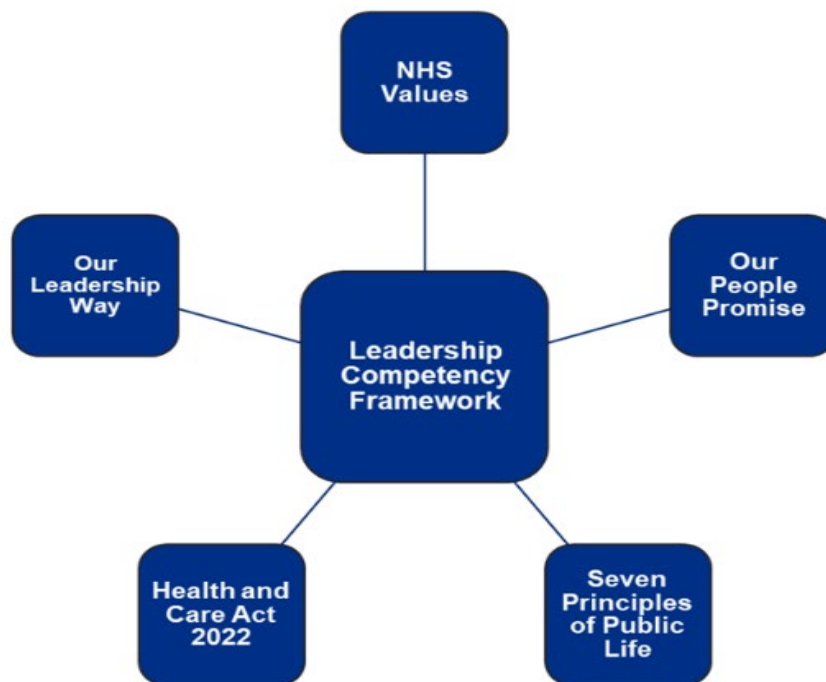 NHS
Values
Our
Leadership
Way
Our
People
Promise
Leadership
Competency
Framework
Health and
Care Act
2022
Seven
Principles
of Public
Life